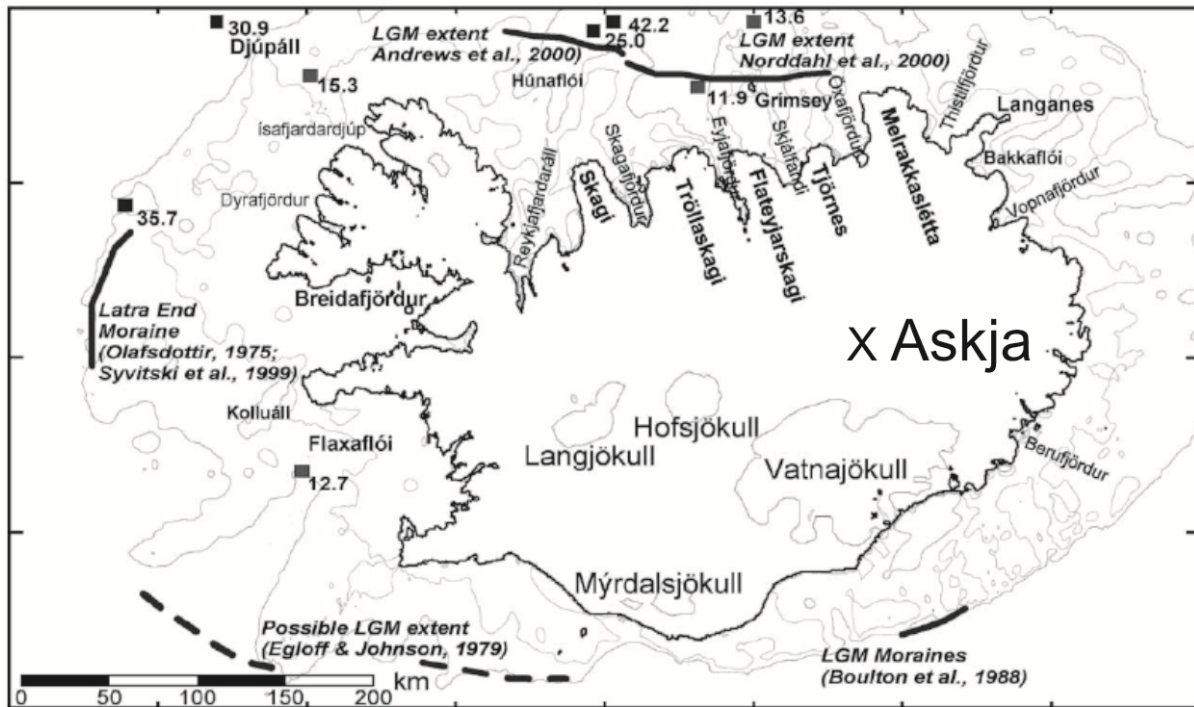 30.9
Djúpáll
LGM extent
Andrews et al., 2000)
42.2
25.0
13.6
LGM extent
Norddahl et al., 2000)
15.3
Húnaflói
11.9
Grimsey
Öxafjördur
Thistilfjördur
Langanes
Ísafjardardjúp
Skagafjördur
Eyjafjördur
Skjálfandi
Melrakkaslétta
Bakkaflói
Dyrafjördur
Reykjafjardaráll
Skagi
Tröllaskagi
Flateyjarskagi
Tjörnes
Vopnafjördur
35.7
Breidafjördur
Latra End
Moraine
(Olafsdottir, 1975;
Syvitski et al., 1999)
X Askja
Kolluáll
Flaxaflói
Hofsjökull
Langjökull
Vatnajökull
Berufjördur
12.7
Mýrdalsjökull
Possible LGM extent
(Egloff & Johnson, 1979)
LGM Moraines
(Boulton et al., 1988)
km
0 50 100 150 200